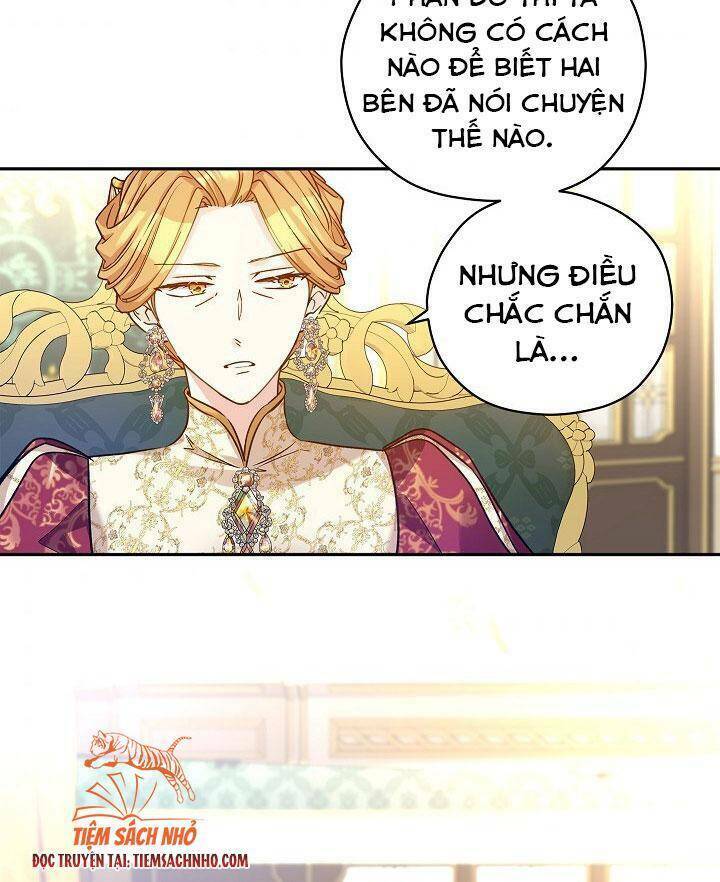 KHÔNG CÓ CÁCH
NÀO ĐỂ BIẾT HAI
BÊN ĐÃ NÓI CHUYỆN
THẾ NÀO.
NHƯNG ĐIỀU
CHẮC CHẮN
LÀ...
TIỆM SÁCH NHỎ
ĐỌC TRUYỆN TẠI: TIEMSACHNHO.COM